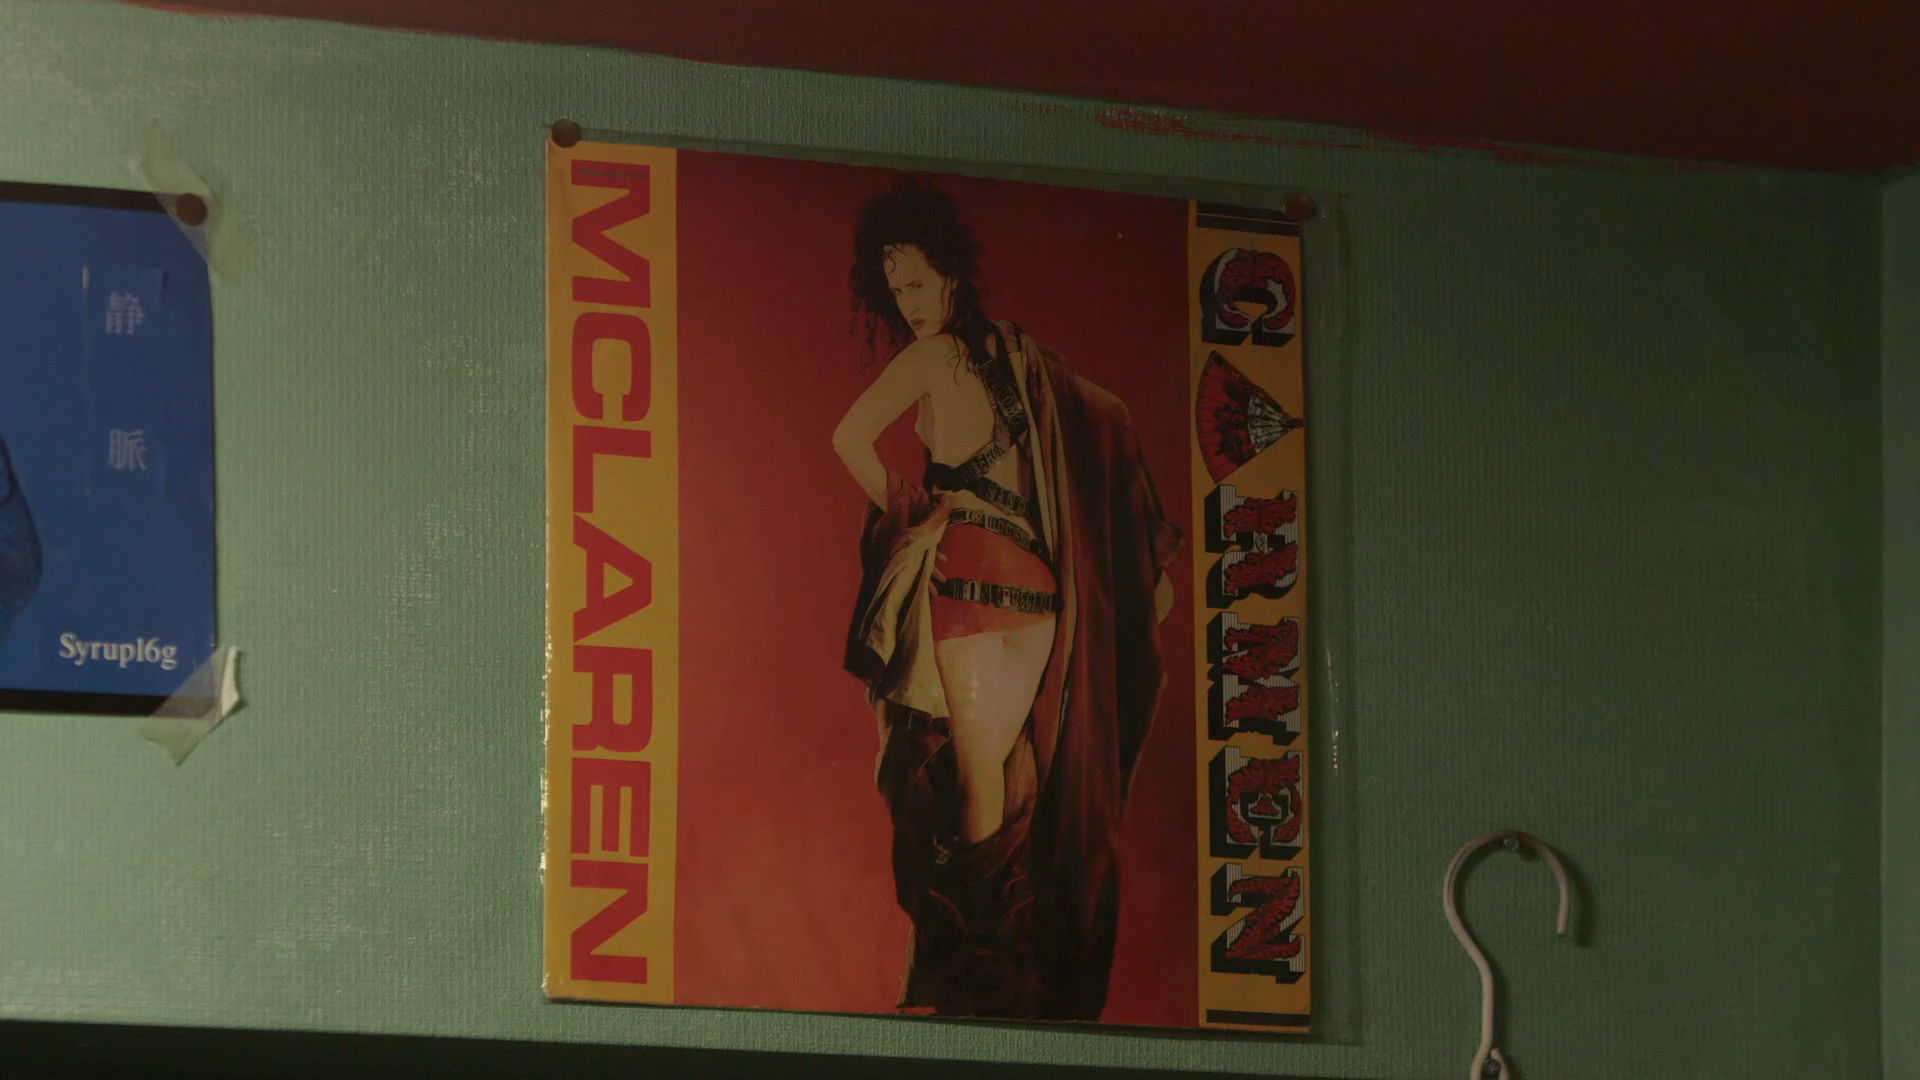 静
脈
Syrup16g
MCLAREN
CARMEN